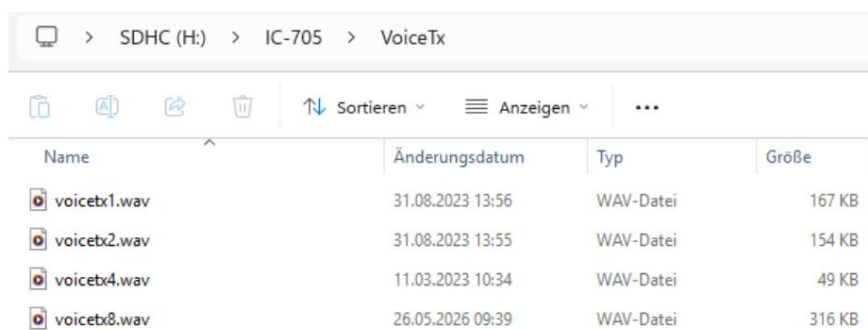 > SDHC (H:) > IC-705 > VoiceTx
Sortieren Anzeigen ...
Name Änderungsdatum Typ Größe
voicetx1.wav 31.08.2023 13:56 WAV-Datei 167 KB
voicetx2.wav 31.08.2023 13:55 WAV-Datei 154 KB
voicetx4.wav 11.03.2023 10:34 WAV-Datei 49 KB
voicetx8.wav 26.05.2026 09:39 WAV-Datei 316 KB